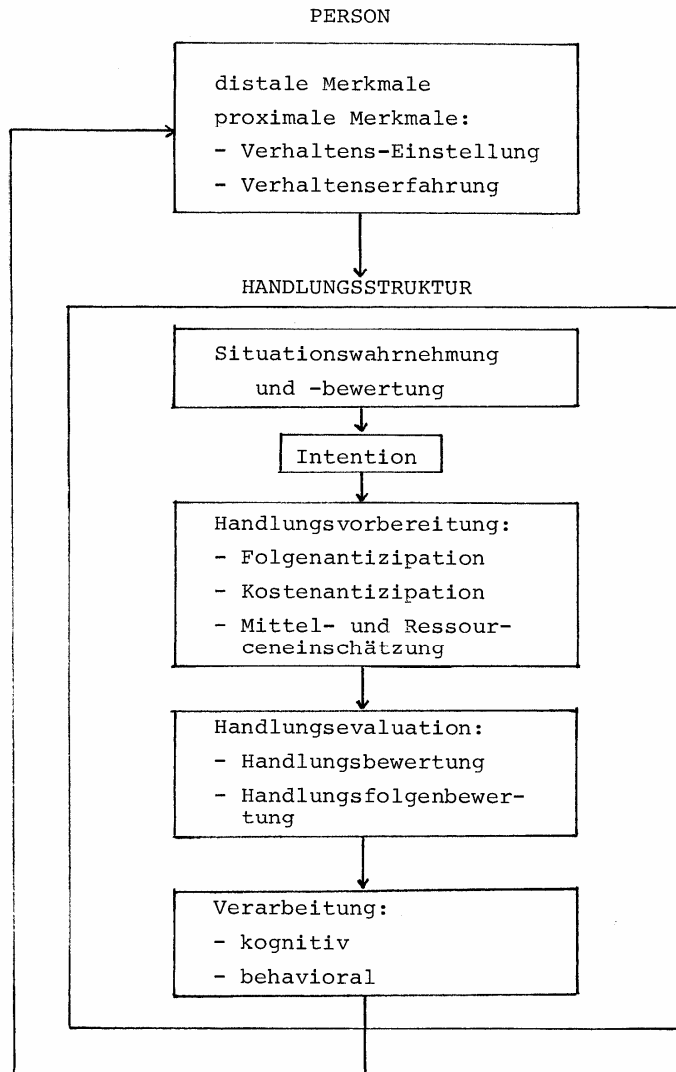 PERSON
distale Merkmale
proximale Merkmale:
- Verhaltens-Einstellung
- Verhaltenserfahrung
HANDLUNGSSTRUKTUR
Situationswahrnehmung
und -bewertung
Intention
Handlungsvorbereitung:
- Folgenantizipation
- Kostenantizipation
- Mittel- und Ressour-
ceneinschätzung
Handlungsevaluation:
- Handlungsbewertung
- Handlungsfolgenbewer-
tung
Verarbeitung:
- kognitiv
- behavioral